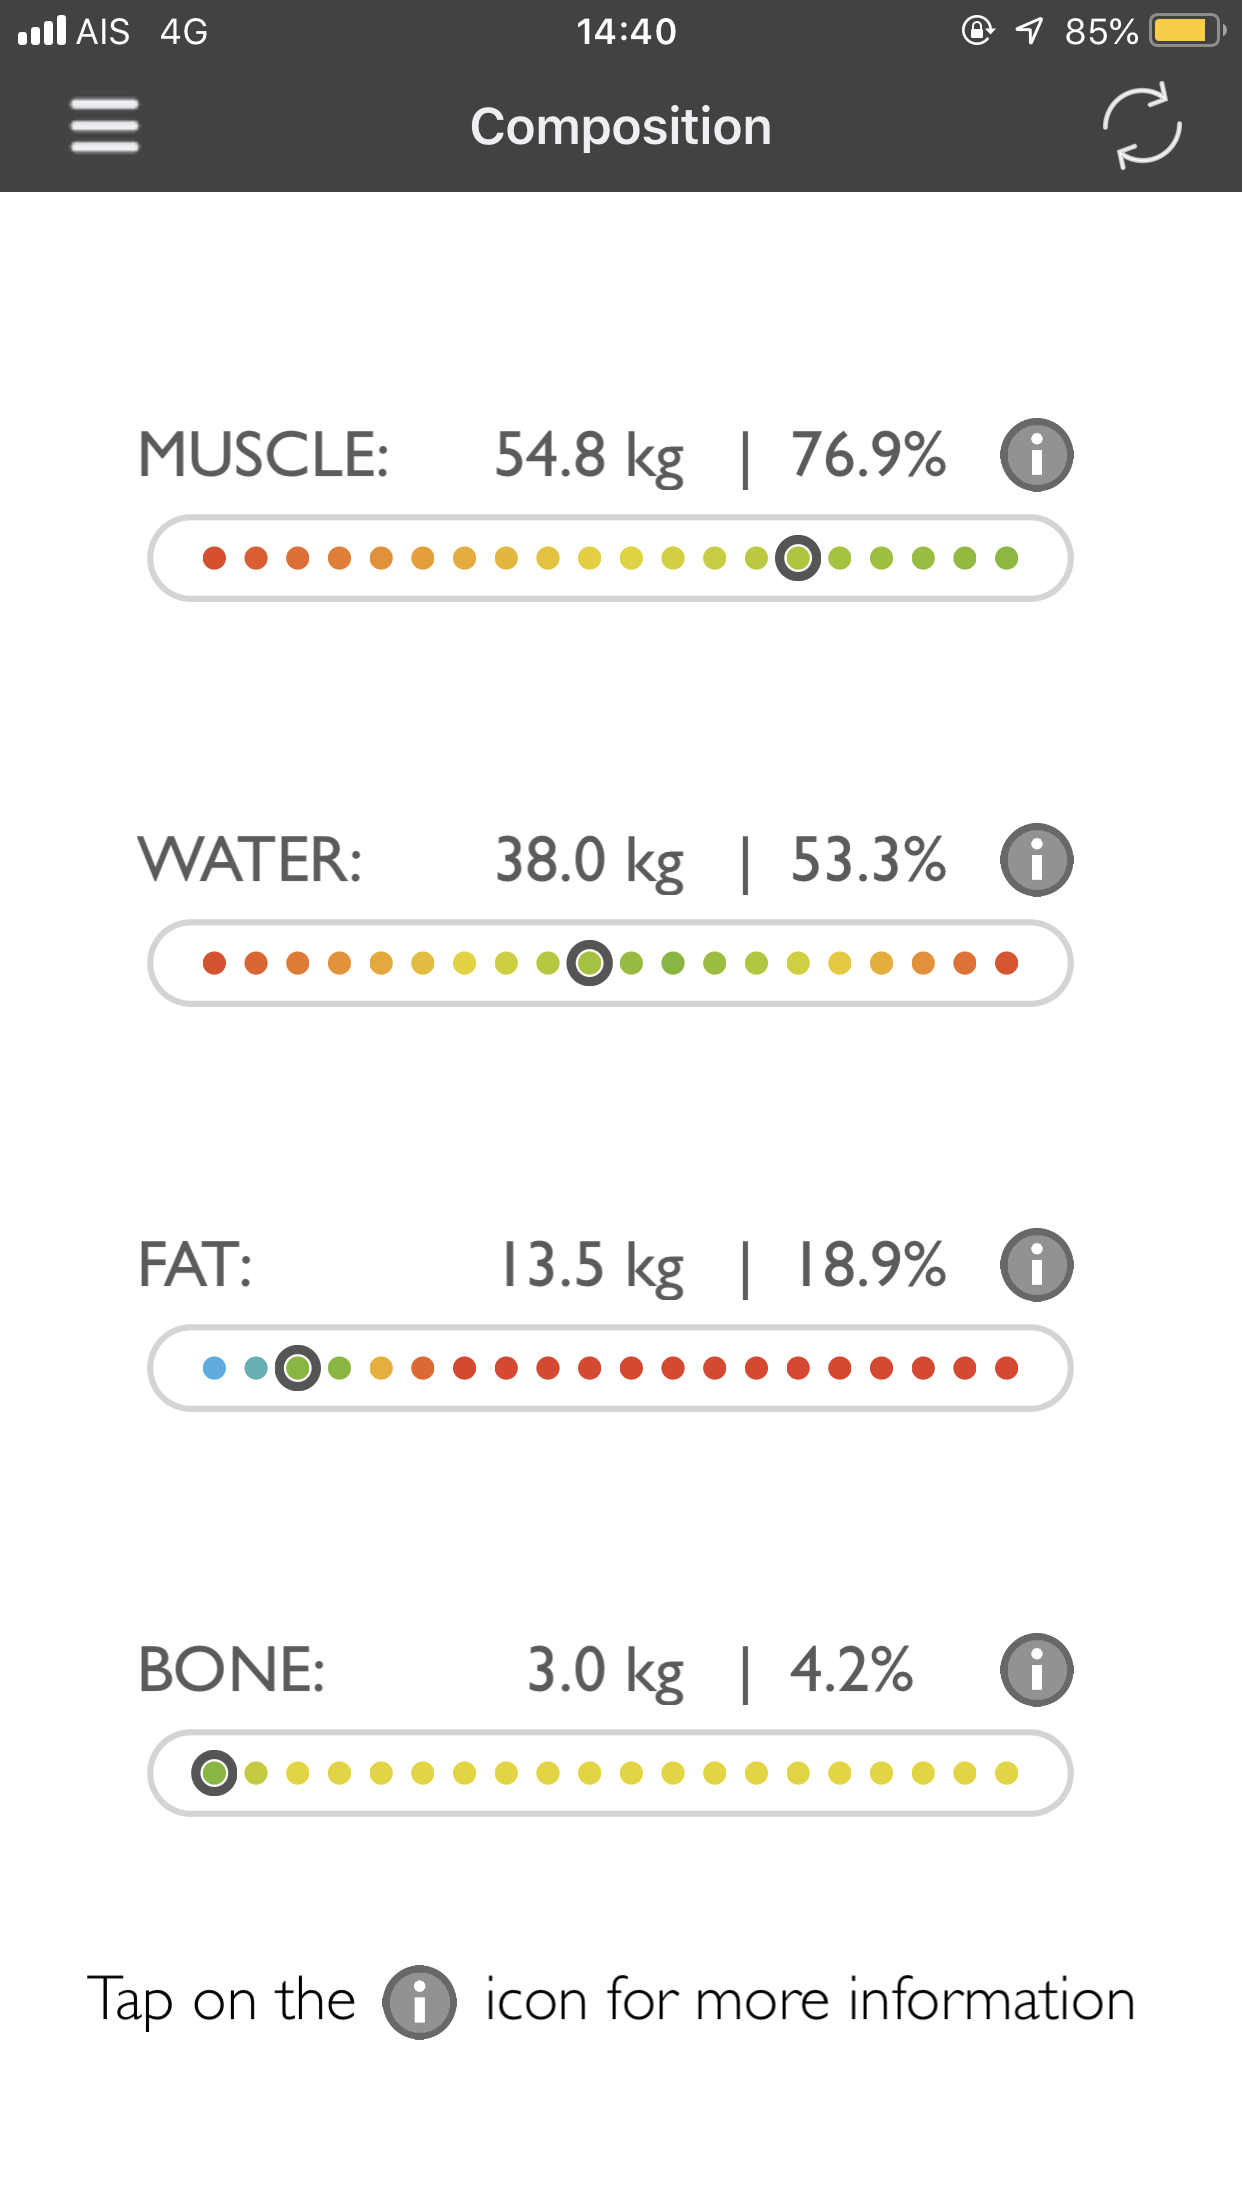 AIS 4G 14:40 85%
Composition
MUSCLE: 54.8 kg | 76.9%
WATER: 38.0 kg | 53.3%
FAT: 13.5 kg | 18.9%
BONE: 3.0 kg | 4.2%
Tap on the i icon for more information